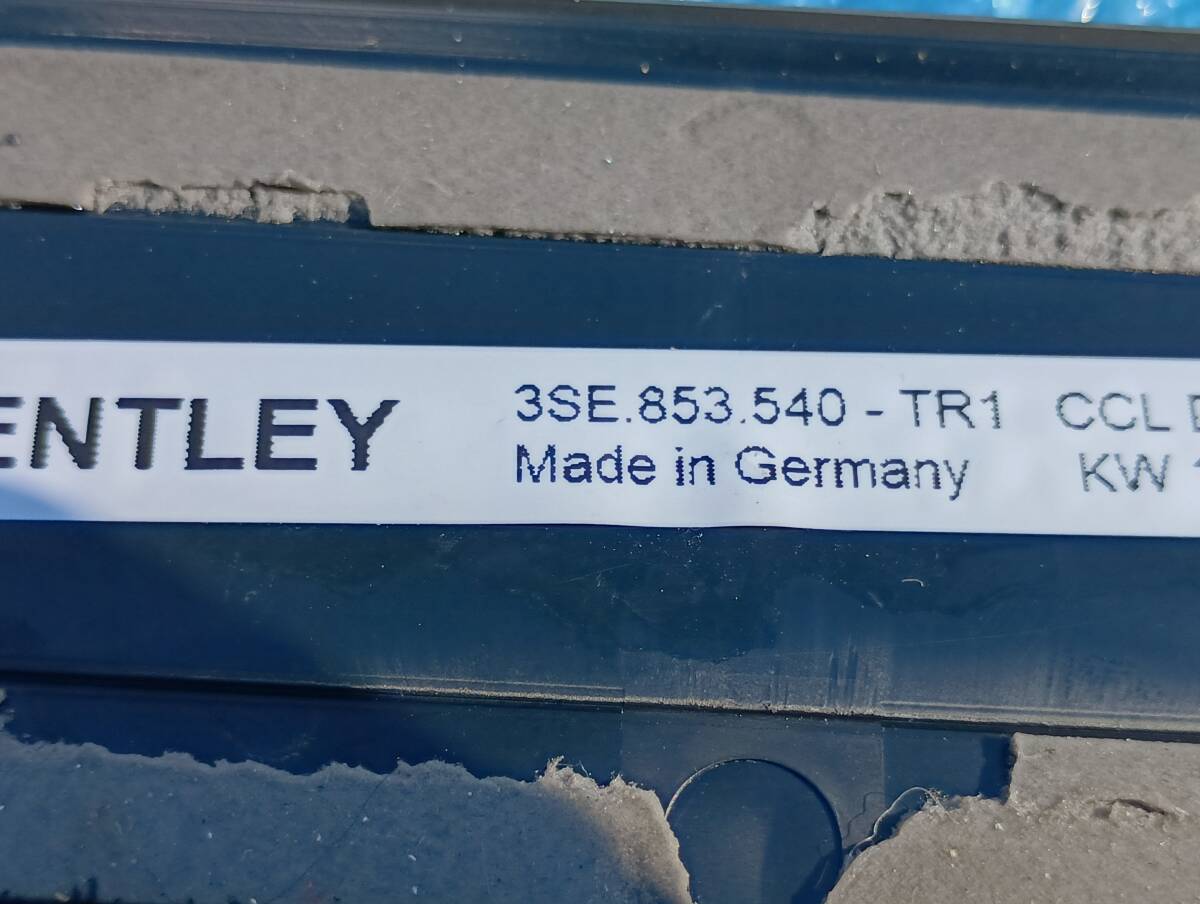 ENTLEY
3SE.853.540 - TR1 CCL
Made in Germany KW